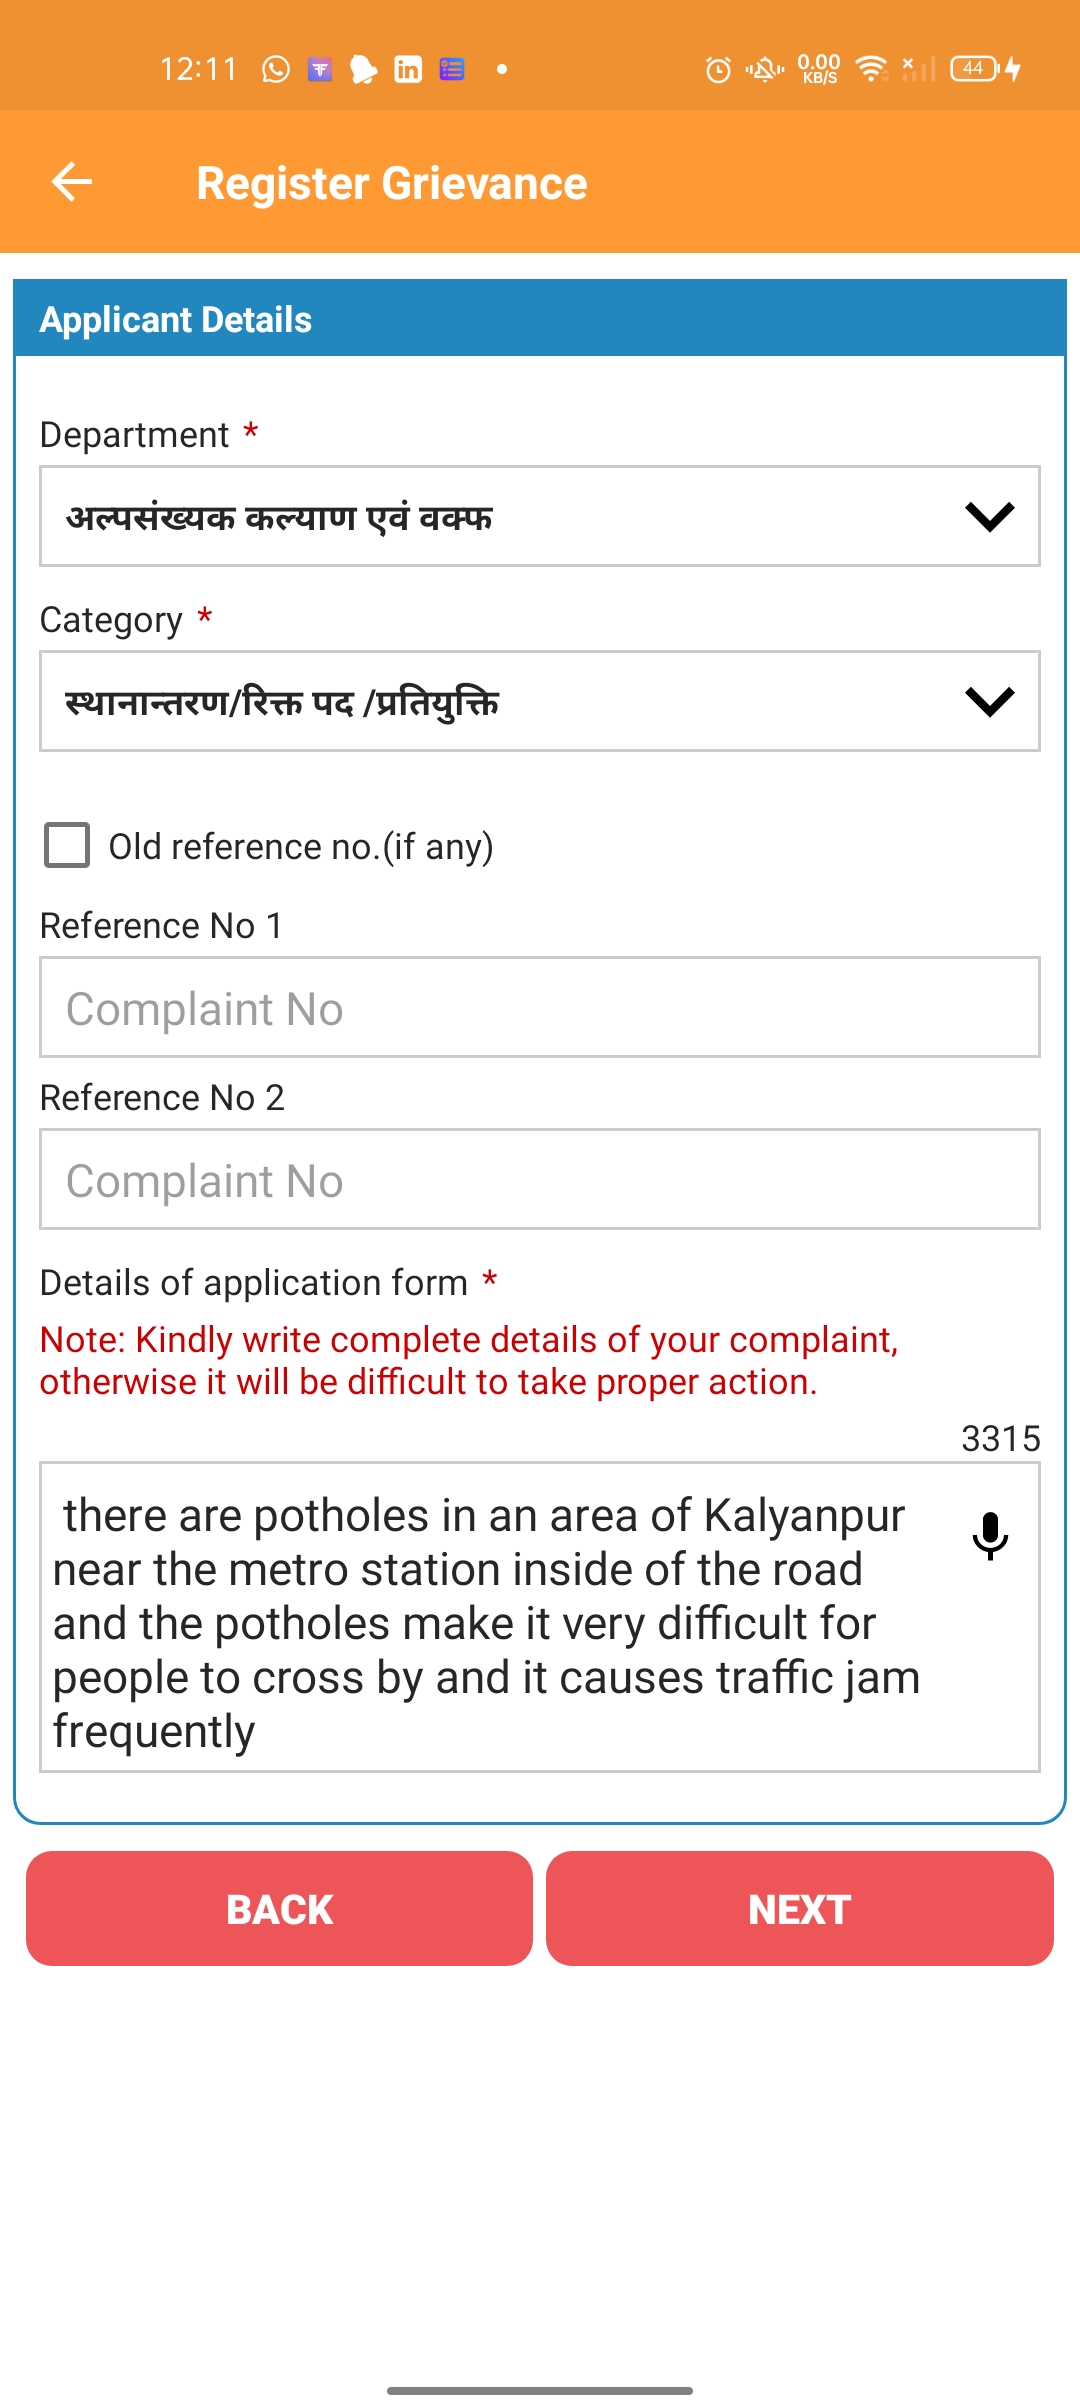 12:11
0.00
KB/S
44
Register Grievance
Applicant Details
Department *
अल्पसंख्यक कल्याण एवं वक्फ
Category *
स्थानान्तरण/रिक्त पद /प्रतियुक्ति
Old reference no.(if any)
Reference No 1
Complaint No
Reference No 2
Complaint No
Details of application form *
Note: Kindly write complete details of your complaint,
otherwise it will be difficult to take proper action.
3315
there are potholes in an area of Kalyanpur
near the metro station inside of the road
and the potholes make it very difficult for
people to cross by and it causes traffic jam
frequently
BACK
NEXT